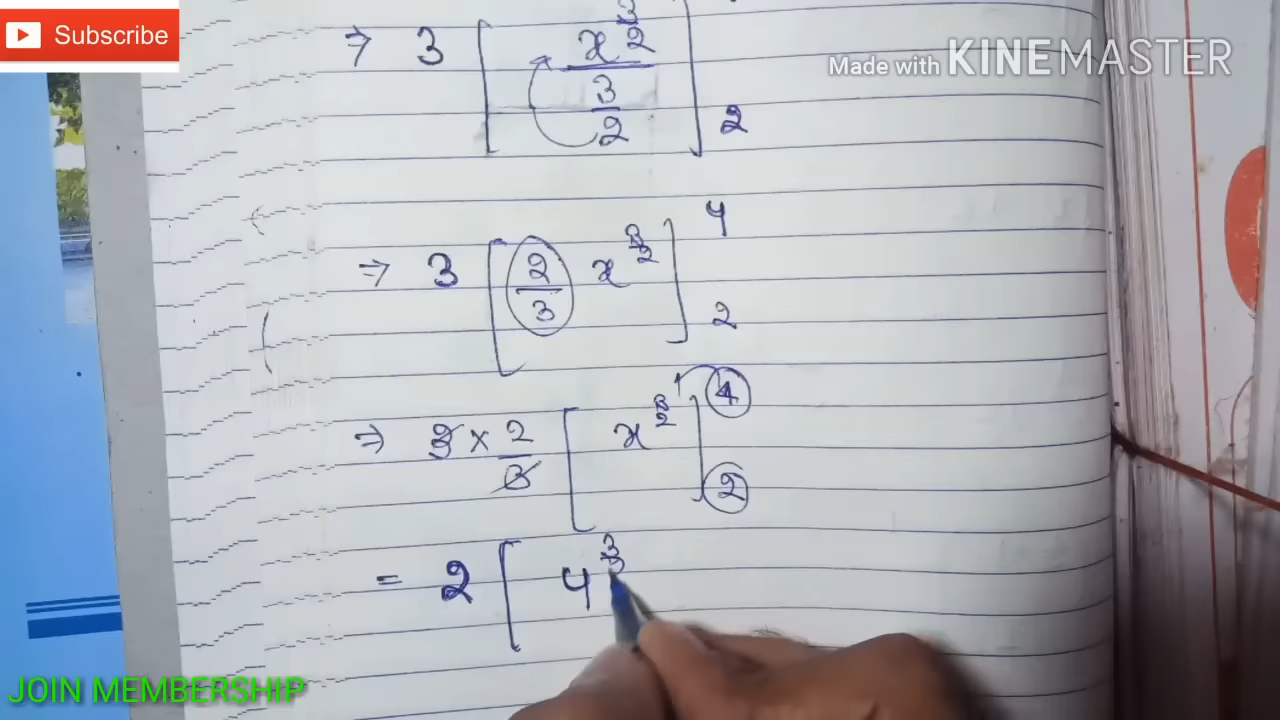 Subscribe
Made with KINEMASTER
⇒ 3 [ x^(3/2) / (3/2) ]_2
⇒ 3 [ 2/3 x^(3/2) ]_2^4
⇒ 3 × 2/3 [ x^(3/2) ]_2^4
= 2 [ 4^(3/2)
JOIN MEMBERSHIP